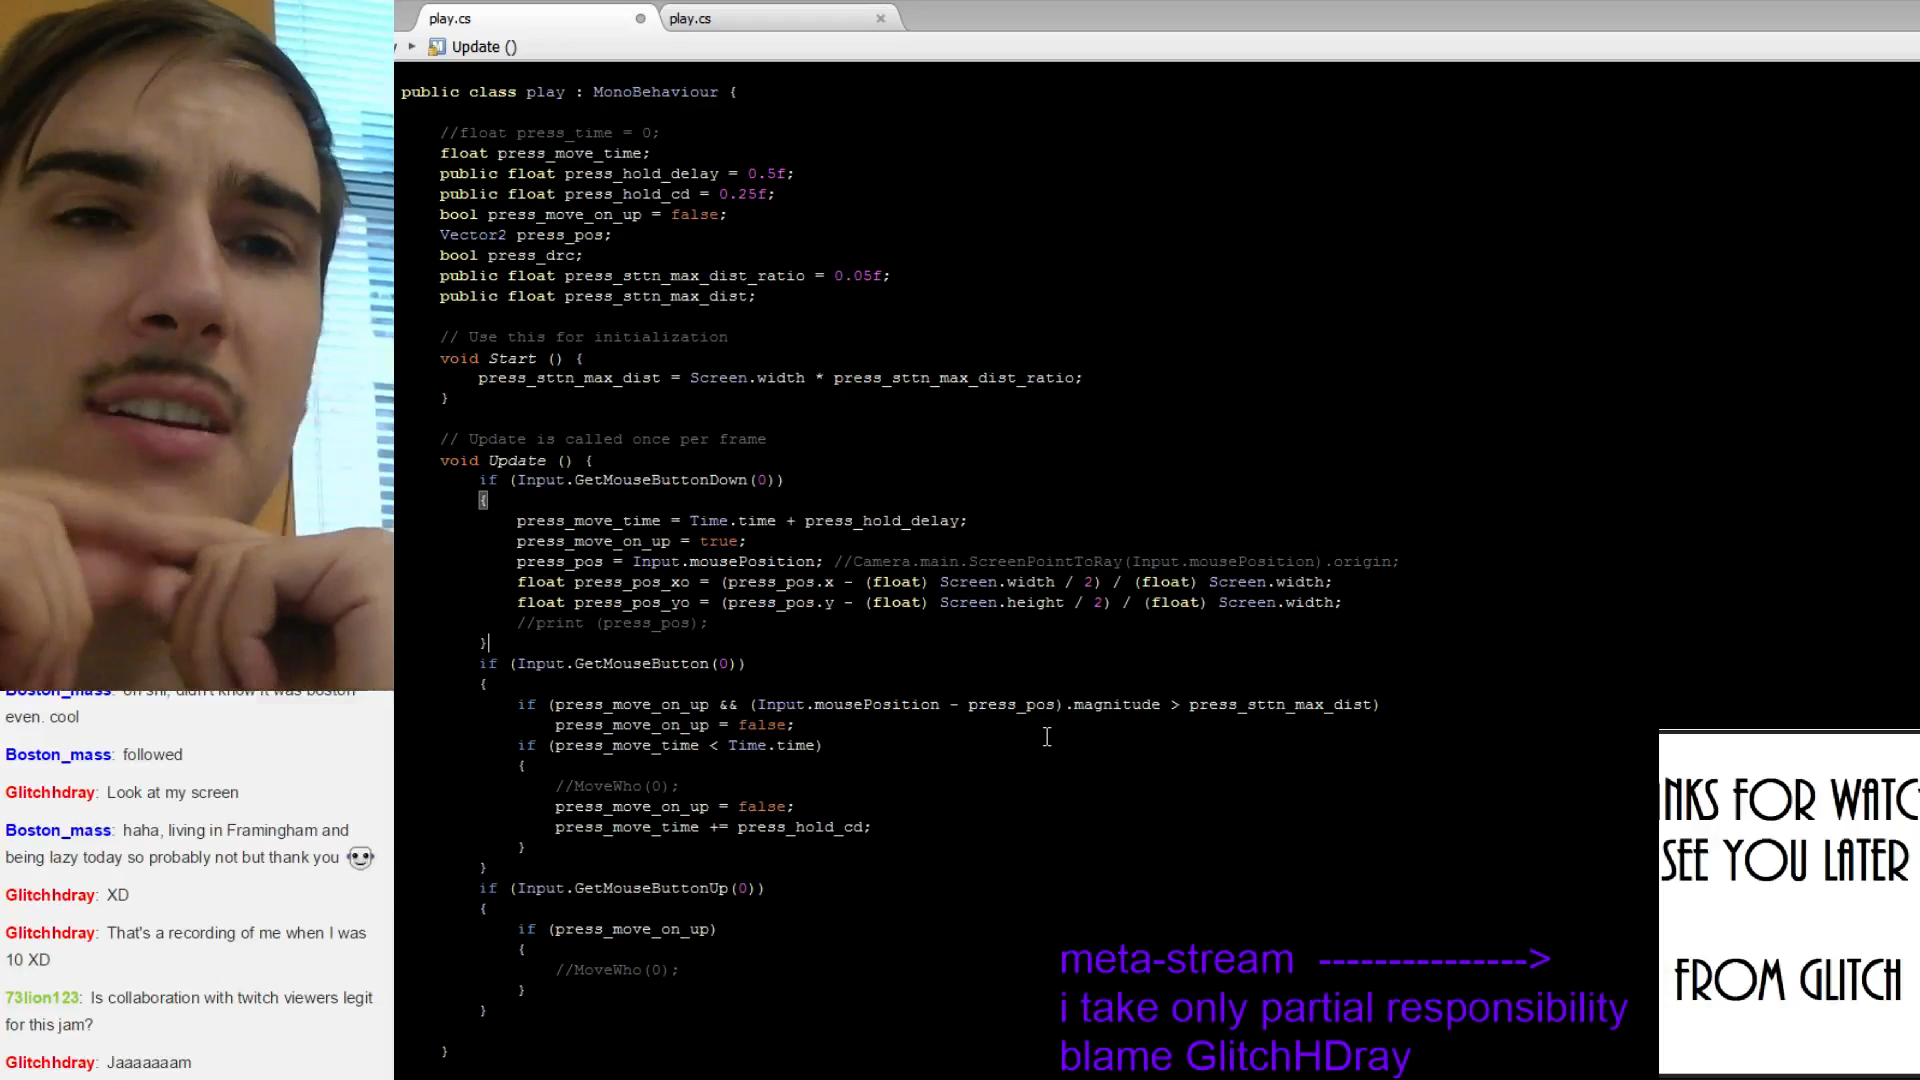 play.cs
play.cs
Update ()
public class play : MonoBehaviour {
//float press_time = 0;
float press_move_time;
public float press_hold_delay = 0.5f;
public float press_hold_cd = 0.25f;
bool press_move_on_up = false;
Vector2 press_pos;
bool press_drc;
public float press_sttn_max_dist_ratio = 0.05f;
public float press_sttn_max_dist;
// Use this for initialization
void Start () {
press_sttn_max_dist = Screen.width * press_sttn_max_dist_ratio;
}
// Update is called once per frame
void Update () {
if (Input.GetMouseButtonDown(0))
{
press_move_time = Time.time + press_hold_delay;
press_move_on_up = true;
press_pos = Input.mousePosition; //Camera.main.ScreenPointToRay(Input.mousePosition).origin;
float press_pos_xo = (press_pos.x - (float) Screen.width / 2) / (float) Screen.width;
float press_pos_yo = (press_pos.y - (float) Screen.height / 2) / (float) Screen.width;
//print (press_pos);
}
if (Input.GetMouseButton(0))
{
if (press_move_on_up && (Input.mousePosition - press_pos).magnitude > press_sttn_max_dist)
press_move_on_up = false;
if (press_move_time < Time.time)
{
//MoveWho(0);
press_move_on_up = false;
press_move_time += press_hold_cd;
}
}
if (Input.GetMouseButtonUp(0))
{
if (press_move_on_up)
{
//MoveWho(0);
}
}
}
Boston_mass: oh shi, didn't know it was boston
even. cool
Boston_mass: followed
Glitchhdray: Look at my screen
Boston_mass: haha, living in Framingham and
being lazy today so probably not but thank you
Glitchhdray: XD
Glitchhdray: That's a recording of me when I was
10 XD
73lion123: Is collaboration with twitch viewers legit
for this jam?
Glitchhdray: Jaaaaaaam
meta-stream --------------->
i take only partial responsibility
blame GlitchHDray
NKS FOR WATC
SEE YOU LATER
FROM GLITCH